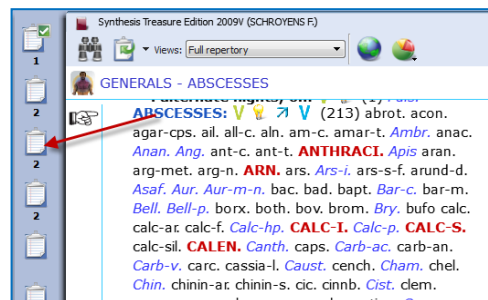 Synthesis Treasure Edition 2009V (SCHROYENS F.)
Views: Full repertory
1
2
2
2
GENERALS - ABSCESSES
ABSCESSES: (213) abrot. acon.
agar-cps. ail. all-c. aln. am-c. amar-t. Ambr. anac.
Anan. Ang. ant-c. ant-t. ANTHRACI. Apis aran.
arg-met. arg-n. ARN. ars. Ars-i. ars-s-f. arund-d.
Asaf. Aur. Aur-m-n. bac. bad. bapt. Bar-c. bar-m.
Bell. Bell-p. borx. both. bov. brom. Bry. bufo calc.
calc-ar. calc-f. Calc-hp. CALC-I. Calc-p. CALC-S.
calc-sil. CALEN. Canth. caps. Carb-ac. carb-an.
Carb-v. carc. cassia-l. Caust. cench. Cham. chel.
Chin. chinin-ar. chinin-s. cic. cinnb. Cist. clem.